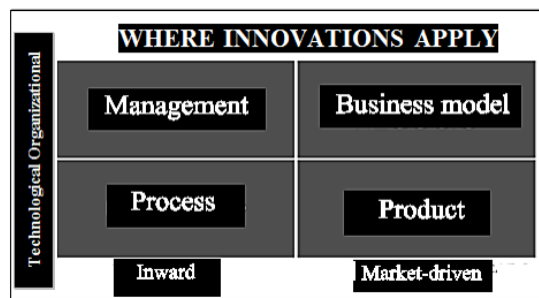 WHERE INNOVATIONS APPLY
Technological Organizational
Management
Business model
Process
Product
Inward
Market-driven